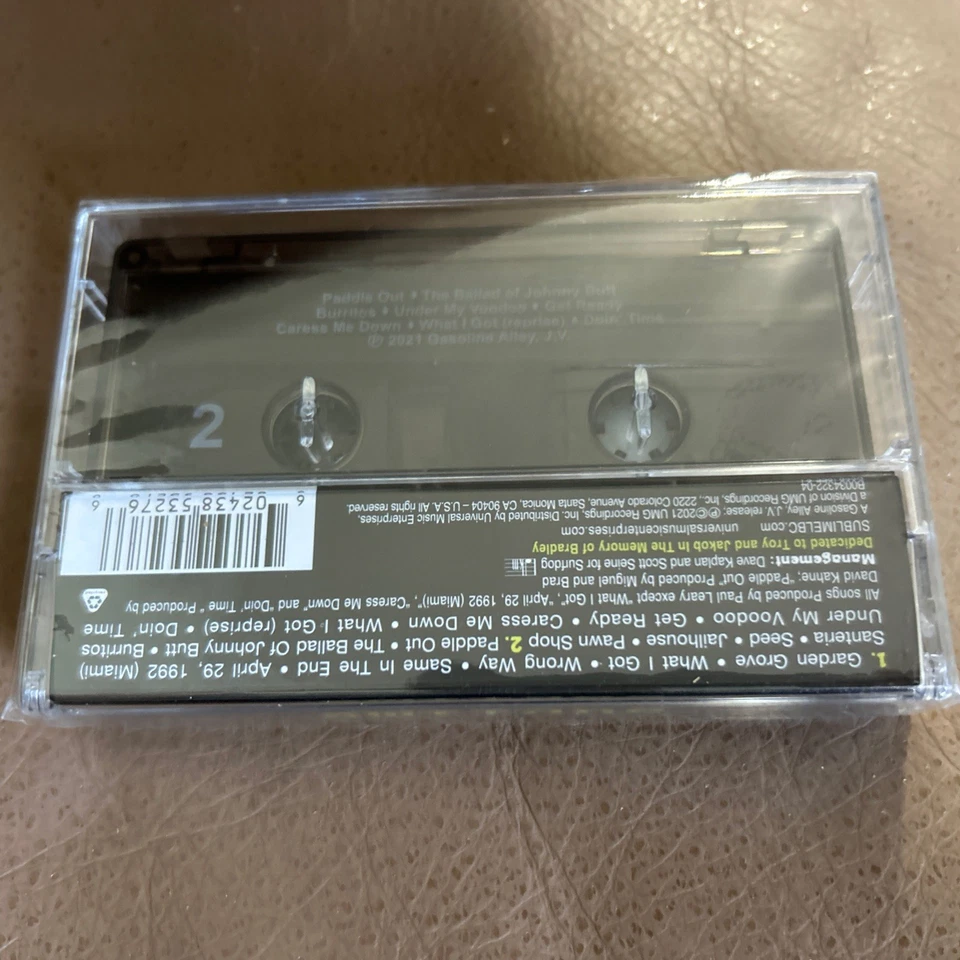 Paddle Out ♦ The Ballad of Johnny Butt
Burritos ♦ Under My Voodoo ♦ Get Ready
Caress Me Down ♦ What I Got (reprise) ♦ Doin' Time
℗ 2021 Gasoline Alley, J.V.
2
1. Garden Grove • What I Got • Wrong Way • Same In The End • April 29, 1992 (Miami)
Santeria • Seed • Jailhouse • Pawn Shop 2. Paddle Out • The Ballad Of Johnny Butt Burritos •
Under My Voodoo • Get Ready • Caress Me Down • What I Got (reprise) • Doin' Time
All songs Produced by Paul Leary except "What I Got", "April 29, 1992 (Miami)", "Caress Me Down" and "Doin' Time" Produced by
David Kahne; "Paddle Out" Produced by Miguel and Brad
Management: Dave Kaplan and Scott Seine for Surfdog
Dedicated to Troy and Jakob In The Memory of Bradley
SUBLIMELBC.com universalmusicenterprises.com
A Gasoline Alley, J.V. release; ℗©2021 UMG Recordings, Inc. Distributed by Universal Music Enterprises,
a Division of UMG Recordings, Inc., 2220 Colorado Avenue, Santa Monica, CA 90404 – U.S.A. All rights reserved.
B0034322-04
6 02438 53276 6